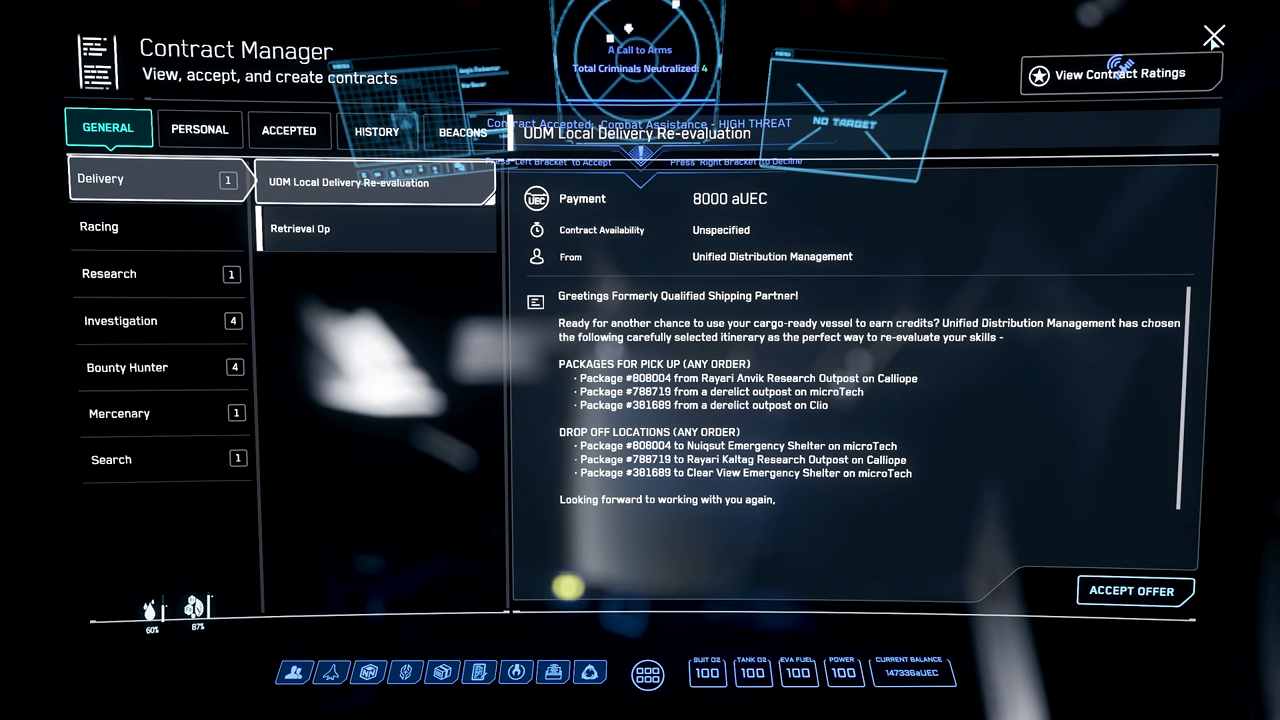 Contract Manager
View, accept, and create contracts
A Call to Arms
Total Criminals Neutralized: 4
View Contract Ratings
NO TARGET
GENERAL
PERSONAL
ACCEPTED
HISTORY
BEACONS
Contract Accepted: Combat Assistance - HIGH THREAT
UDM Local Delivery Re-evaluation
Press 'Left Bracket' to Accept
Press 'Right Bracket' to Decline
Delivery 1
Racing
Research 1
Investigation 4
Bounty Hunter 4
Mercenary 1
Search 1
UDM Local Delivery Re-evaluation
Retrieval Op
UEC Payment 8000 aUEC
Contract Availability Unspecified
From Unified Distribution Management
Greetings Formerly Qualified Shipping Partner!
Ready for another chance to use your cargo-ready vessel to earn credits? Unified Distribution Management has chosen
the following carefully selected itinerary as the perfect way to re-evaluate your skills -
PACKAGES FOR PICK UP (ANY ORDER)
· Package #808004 from Rayari Anvik Research Outpost on Calliope
· Package #788719 from a derelict outpost on microTech
· Package #381689 from a derelict outpost on Clio
DROP OFF LOCATIONS (ANY ORDER)
· Package #808004 to Nuiqsut Emergency Shelter on microTech
· Package #788719 to Rayari Kaltag Research Outpost on Calliope
· Package #381689 to Clear View Emergency Shelter on microTech
Looking forward to working with you again,
ACCEPT OFFER
60%
87%
SUIT O2
100
TANK O2
100
EVA FUEL
100
POWER
100
CURRENT BALANCE
147336aUEC